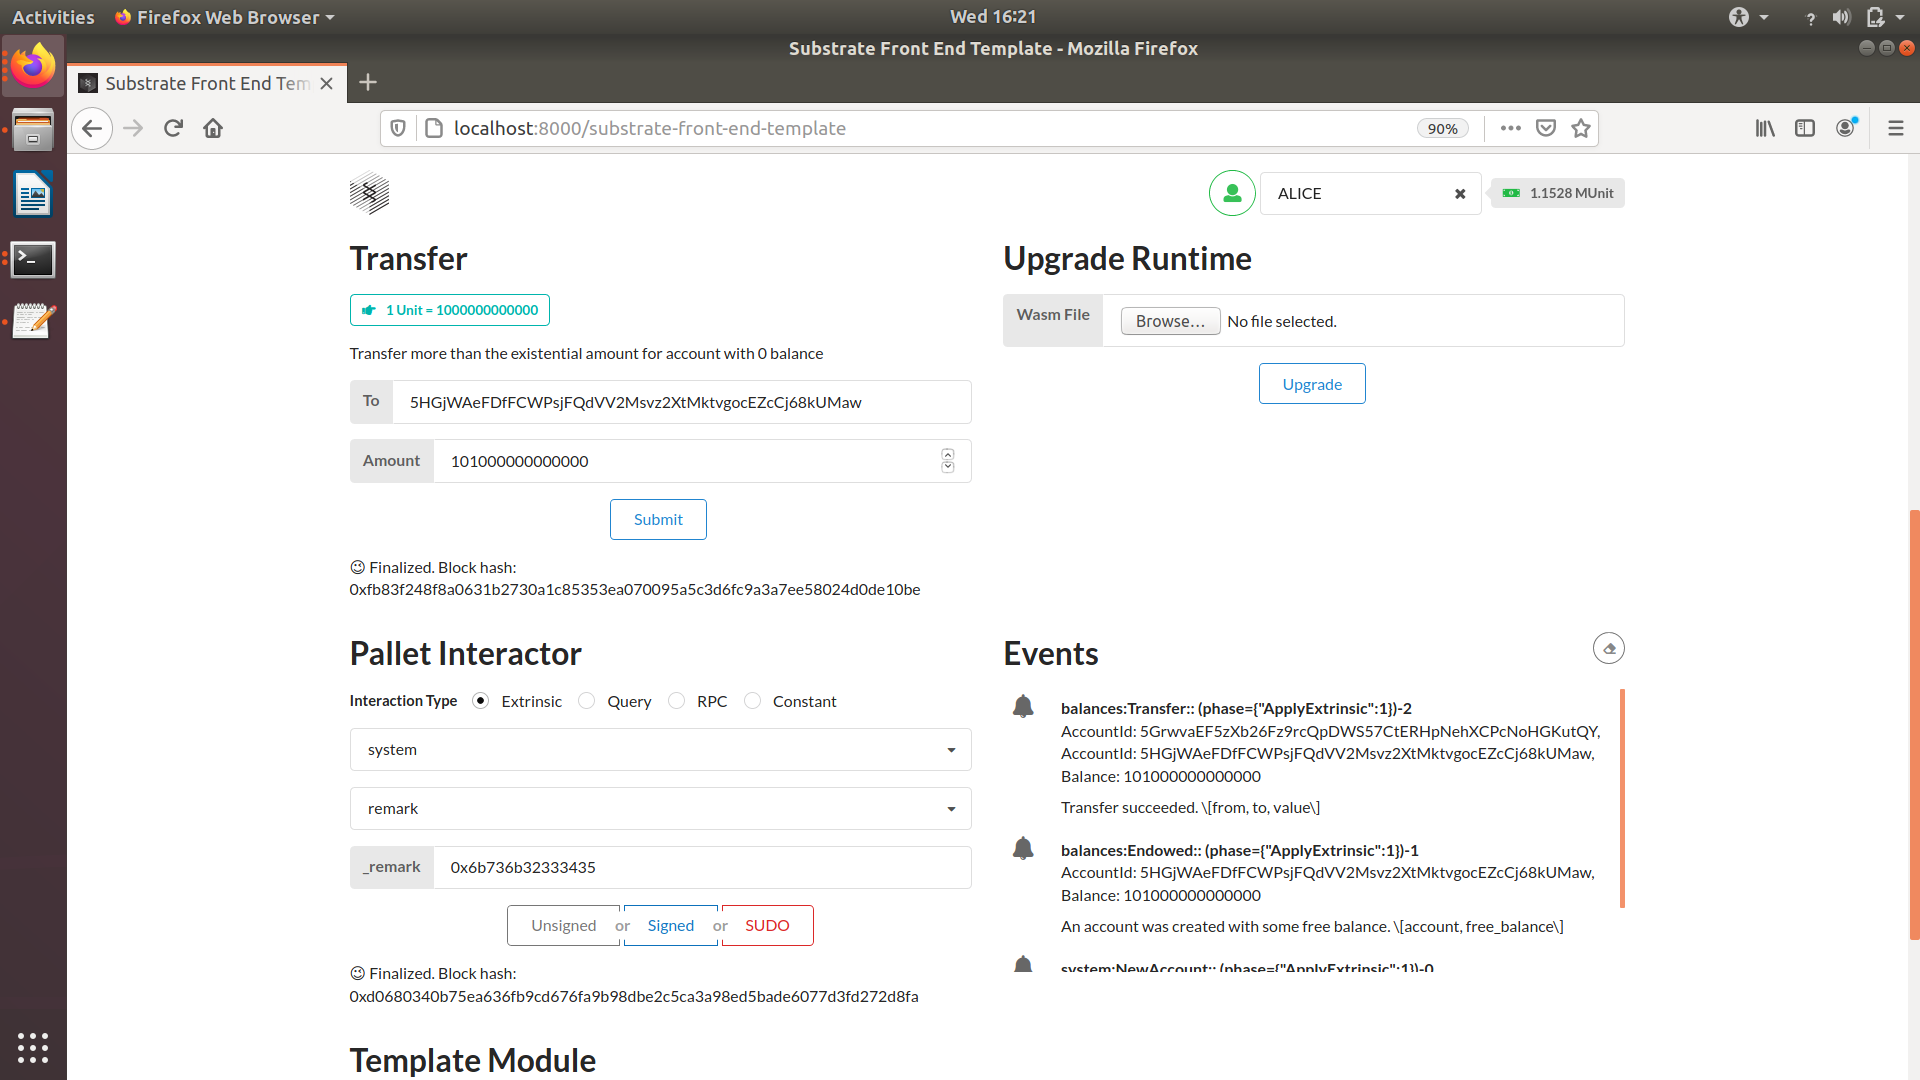 Activities
Firefox Web Browser
Wed 16:21
Substrate Front End Template - Mozilla Firefox
Substrate Front End Tem
localhost:8000/substrate-front-end-template
90%
ALICE
1.1528 MUnit
Transfer
1 Unit = 1000000000000
Transfer more than the existential amount for account with 0 balance
To
5HGjWAeFDfFCWPsjFQdVV2Msvz2XtMktvgocEZcCj68kUMaw
Amount
101000000000000
Submit
😉 Finalized. Block hash:
0xfb83f248f8a0631b2730a1c85353ea070095a5c3d6fc9a3a7ee58024d0de10be
Upgrade Runtime
Wasm File
Browse...
No file selected.
Upgrade
Pallet Interactor
Interaction Type
Extrinsic
Query
RPC
Constant
system
remark
_remark
0x6b736b32333435
Unsigned or Signed or SUDO
😉 Finalized. Block hash:
0xd0680340b75ea636fb9cd676fa9b98dbe2c5ca3a98ed5bade6077d3fd272d8fa
Events
balances:Transfer:: (phase={"ApplyExtrinsic":1})-2
AccountId: 5GrwvaEF5zXb26Fz9rcQpDWS57CtERHpNehXCPcNoHGKutQY,
AccountId: 5HGjWAeFDfFCWPsjFQdVV2Msvz2XtMktvgocEZcCj68kUMaw,
Balance: 101000000000000
Transfer succeeded. \[from, to, value\]
balances:Endowed:: (phase={"ApplyExtrinsic":1})-1
AccountId: 5HGjWAeFDfFCWPsjFQdVV2Msvz2XtMktvgocEZcCj68kUMaw,
Balance: 101000000000000
An account was created with some free balance. \[account, free_balance\]
system:NewAccount:: (phase={"ApplyExtrinsic":1})-0
Template Module